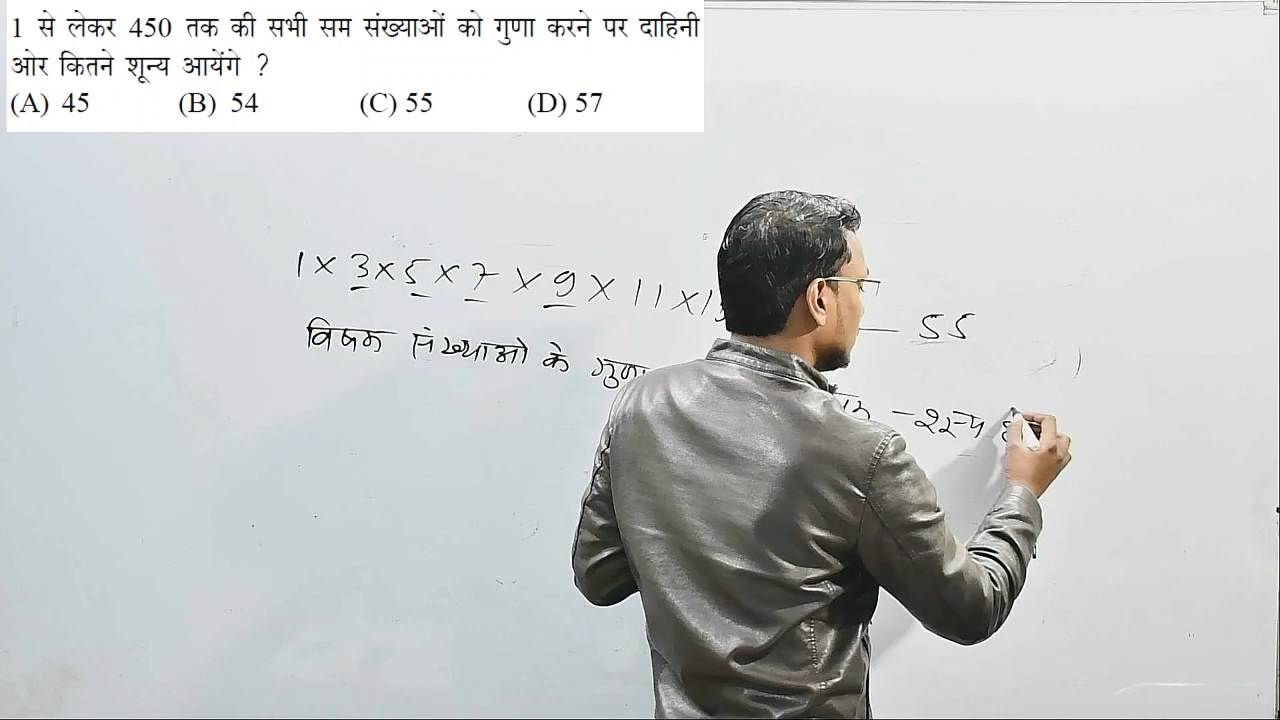 1 से लेकर 450 तक की सभी सम संख्याओं को गुणा करने पर दाहिनी
ओर कितने शून्य आयेंगे ?
(A) 45 (B) 54 (C) 55 (D) 57
1 × 3 × 5 × 7 × 9 × 11 × — 55
विषम संख्याओ के